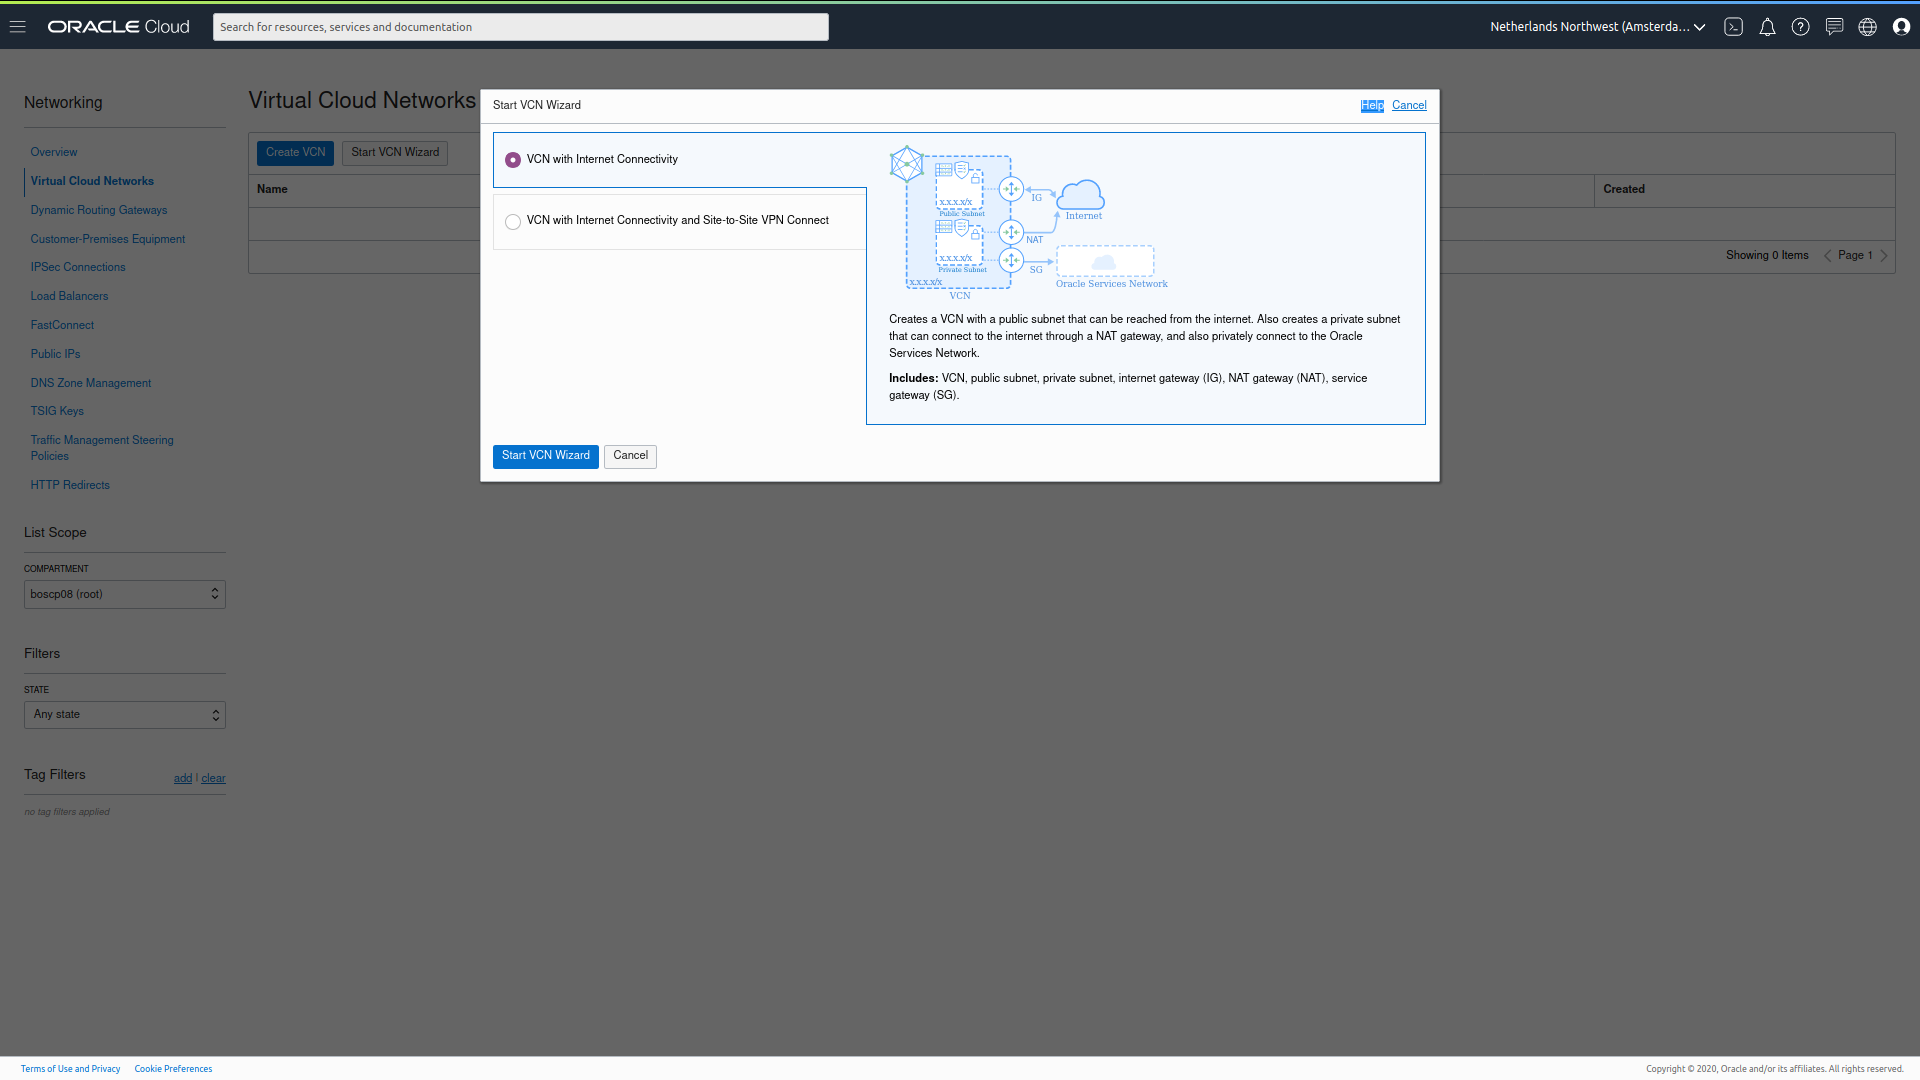 ORACLE Cloud
Search for resources, services and documentation
Netherlands Northwest (Amsterda...
Networking
Overview
Virtual Cloud Networks
Dynamic Routing Gateways
Customer-Premises Equipment
IPSec Connections
Load Balancers
FastConnect
Public IPs
DNS Zone Management
TSIG Keys
Traffic Management Steering
Policies
HTTP Redirects
List Scope
COMPARTMENT
boscp08 (root)
Filters
STATE
Any state
Tag Filters
add | clear
no tag filters applied
Virtual Cloud Networks
Create VCN
Start VCN Wizard
Name
Created
Showing 0 Items
Page 1
Start VCN Wizard
Help
Cancel
VCN with Internet Connectivity
VCN with Internet Connectivity and Site-to-Site VPN Connect
x.x.x.x/x
Public Subnet
x.x.x.x/x
Private Subnet
x.x.x.x/x
VCN
IG
NAT
SG
Internet
Oracle Services Network
Creates a VCN with a public subnet that can be reached from the internet. Also creates a private subnet
that can connect to the internet through a NAT gateway, and also privately connect to the Oracle
Services Network.
Includes: VCN, public subnet, private subnet, internet gateway (IG), NAT gateway (NAT), service
gateway (SG).
Start VCN Wizard
Cancel
Terms of Use and Privacy
Cookie Preferences
Copyright © 2020, Oracle and/or its affiliates. All rights reserved.